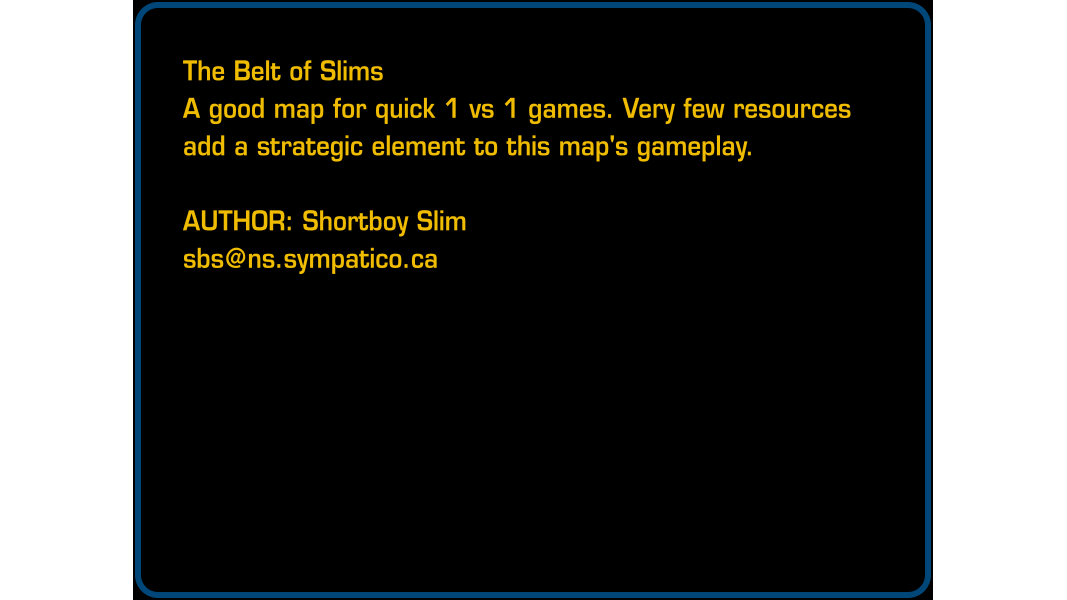 The Belt of Slims
A good map for quick 1 vs 1 games. Very few resources
add a strategic element to this map's gameplay.
AUTHOR: Shortboy Slim
sbs@ns.sympatico.ca